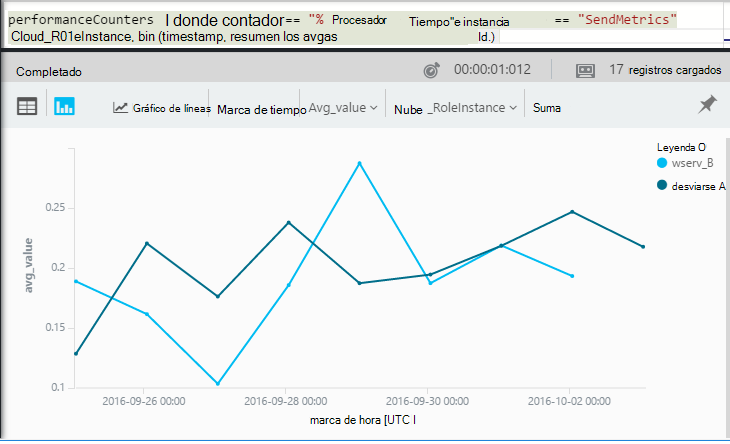 performanceCounters I donde contador== "% Procesador Tiempo"e instancia == "SendMetrics"
Cloud_R01eInstance, bin (timestamp, resumen los avgas Id.)
Completado 00:00:01:012 17 registros cargados
Gráfico de líneas Marca de tiempo Avg_value Nube _RoleInstance Suma
Leyenda O
wserv_B
desviarse A
avg_value
0.25
0.2
0.15
0.1
2016-09-26 00:00 2016-09-28 00:00 2016-09-30 00:00 2016-10-02 00:00
marca de hora [UTC I